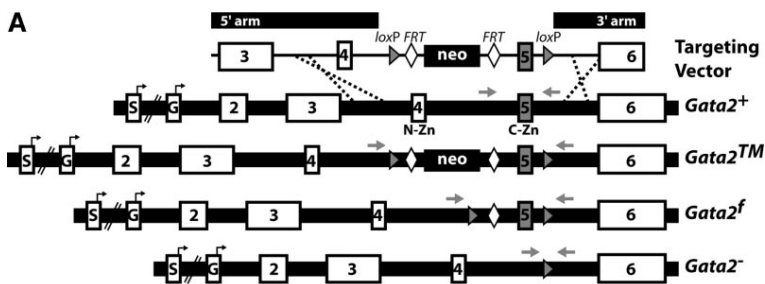 A
5' arm 3' arm
loxP FRT FRT loxP
3 4 neo 5 6
Targeting
Vector
S G 2 3 4 5 6 Gata2+
N-Zn C-Zn
S G 2 3 4 neo 5 6 Gata2TM
S G 2 3 4 5 6 Gata2f
S G 2 3 4 6 Gata2-